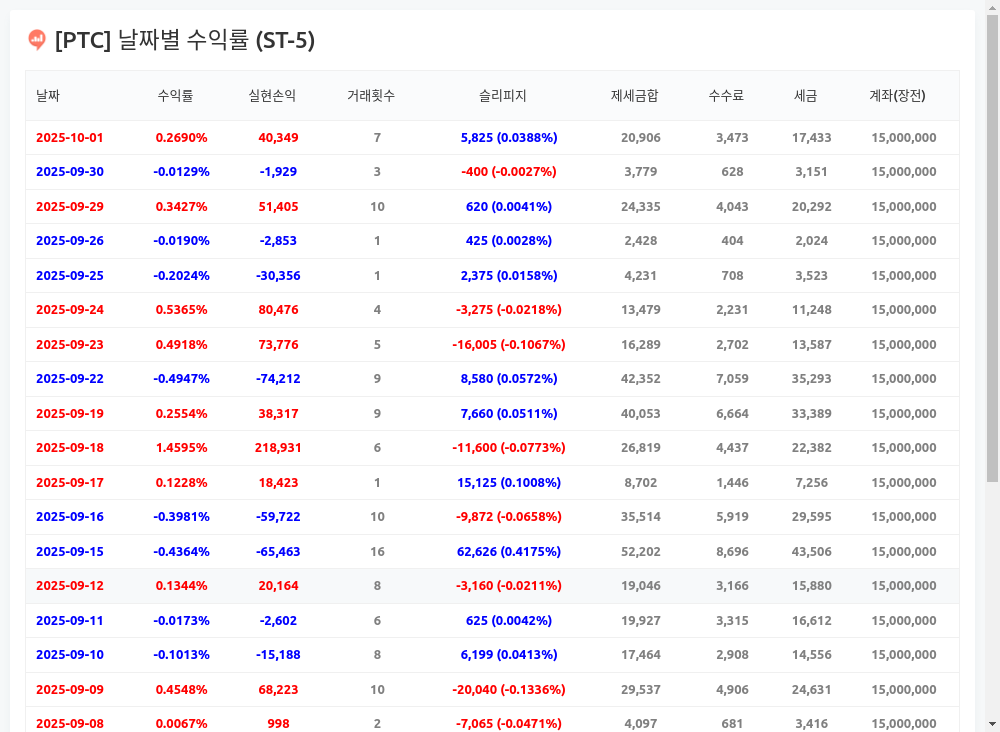 [PTC] 날짜별 수익률 (ST-5)
날짜 수익률 실현손익 거래횟수 슬리피지 제세금합 수수료 세금 계좌(장전)
2025-10-01 0.2690% 40,349 7 5,825 (0.0388%) 20,906 3,473 17,433 15,000,000
2025-09-30 -0.0129% -1,929 3 -400 (-0.0027%) 3,779 628 3,151 15,000,000
2025-09-29 0.3427% 51,405 10 620 (0.0041%) 24,335 4,043 20,292 15,000,000
2025-09-26 -0.0190% -2,853 1 425 (0.0028%) 2,428 404 2,024 15,000,000
2025-09-25 -0.2024% -30,356 1 2,375 (0.0158%) 4,231 708 3,523 15,000,000
2025-09-24 0.5365% 80,476 4 -3,275 (-0.0218%) 13,479 2,231 11,248 15,000,000
2025-09-23 0.4918% 73,776 5 -16,005 (-0.1067%) 16,289 2,702 13,587 15,000,000
2025-09-22 -0.4947% -74,212 9 8,580 (0.0572%) 42,352 7,059 35,293 15,000,000
2025-09-19 0.2554% 38,317 9 7,660 (0.0511%) 40,053 6,664 33,389 15,000,000
2025-09-18 1.4595% 218,931 6 -11,600 (-0.0773%) 26,819 4,437 22,382 15,000,000
2025-09-17 0.1228% 18,423 1 15,125 (0.1008%) 8,702 1,446 7,256 15,000,000
2025-09-16 -0.3981% -59,722 10 -9,872 (-0.0658%) 35,514 5,919 29,595 15,000,000
2025-09-15 -0.4364% -65,463 16 62,626 (0.4175%) 52,202 8,696 43,506 15,000,000
2025-09-12 0.1344% 20,164 8 -3,160 (-0.0211%) 19,046 3,166 15,880 15,000,000
2025-09-11 -0.0173% -2,602 6 625 (0.0042%) 19,927 3,315 16,612 15,000,000
2025-09-10 -0.1013% -15,188 8 6,199 (0.0413%) 17,464 2,908 14,556 15,000,000
2025-09-09 0.4548% 68,223 10 -20,040 (-0.1336%) 29,537 4,906 24,631 15,000,000
2025-09-08 0.0067% 998 2 -7,065 (-0.0471%) 4,097 681 3,416 15,000,000